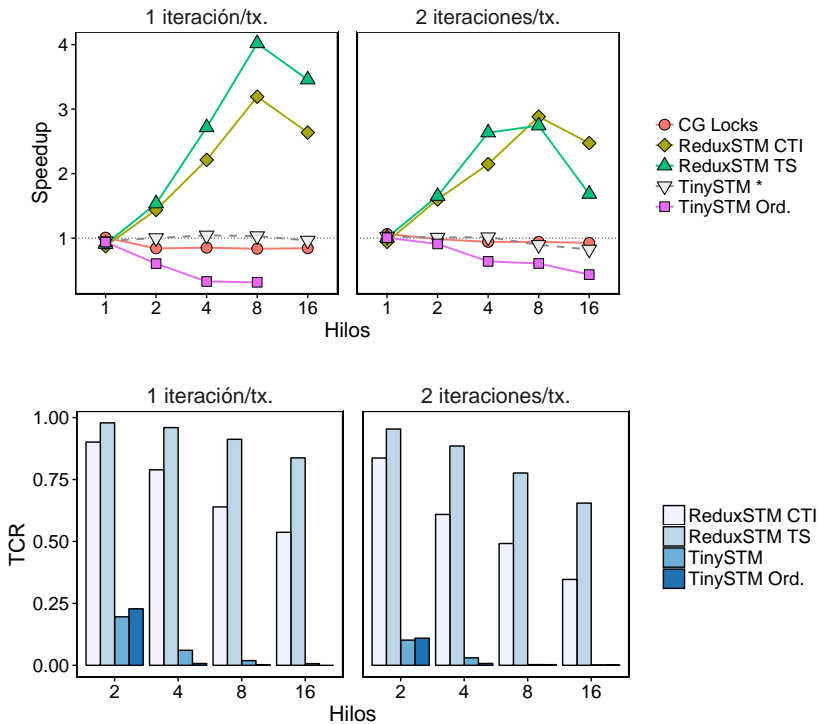 1 iteración/tx.
2 iteraciones/tx.
4
3
2
1
Speedup
1 2 4 8 16
1 2 4 8 16
Hilos
CG Locks
ReduxSTM CTI
ReduxSTM TS
TinySTM *
TinySTM Ord.
1 iteración/tx.
2 iteraciones/tx.
1.00
0.75
0.50
0.25
0.00
TCR
2 4 8 16
2 4 8 16
Hilos
ReduxSTM CTI
ReduxSTM TS
TinySTM
TinySTM Ord.